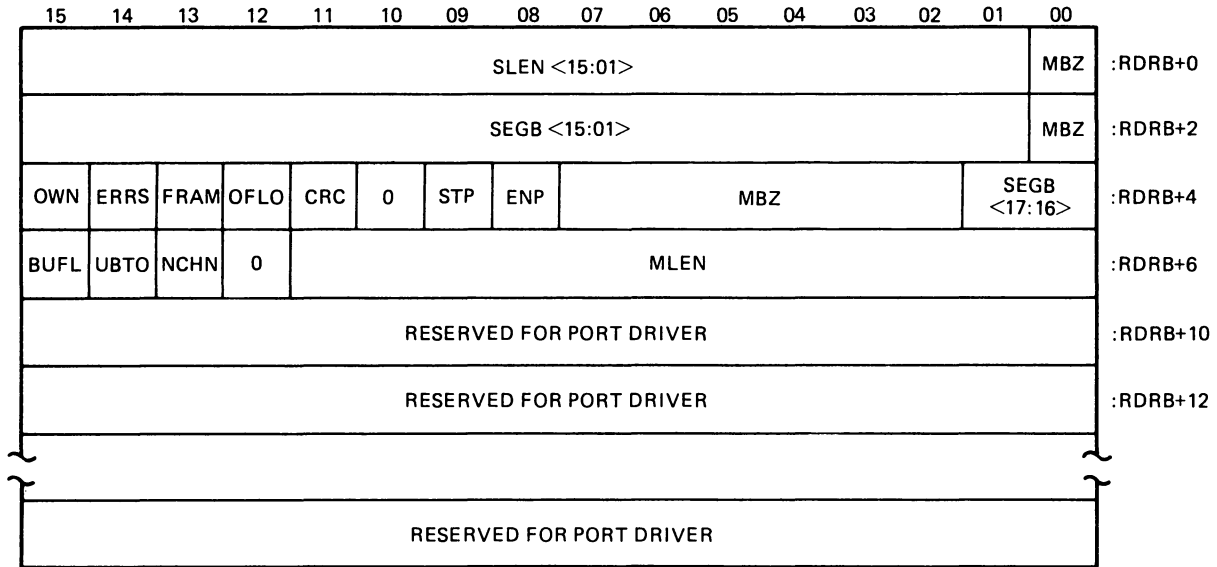 15 14 13 12 11 10 09 08 07 06 05 04 03 02 01 00
SLEN <15:01> MBZ :RDRB+0
SEGB <15:01> MBZ :RDRB+2
OWN ERRS FRAM OFLO CRC 0 STP ENP MBZ SEGB <17:16> :RDRB+4
BUFL UBTO NCHN 0 MLEN :RDRB+6
RESERVED FOR PORT DRIVER :RDRB+10
RESERVED FOR PORT DRIVER :RDRB+12
RESERVED FOR PORT DRIVER